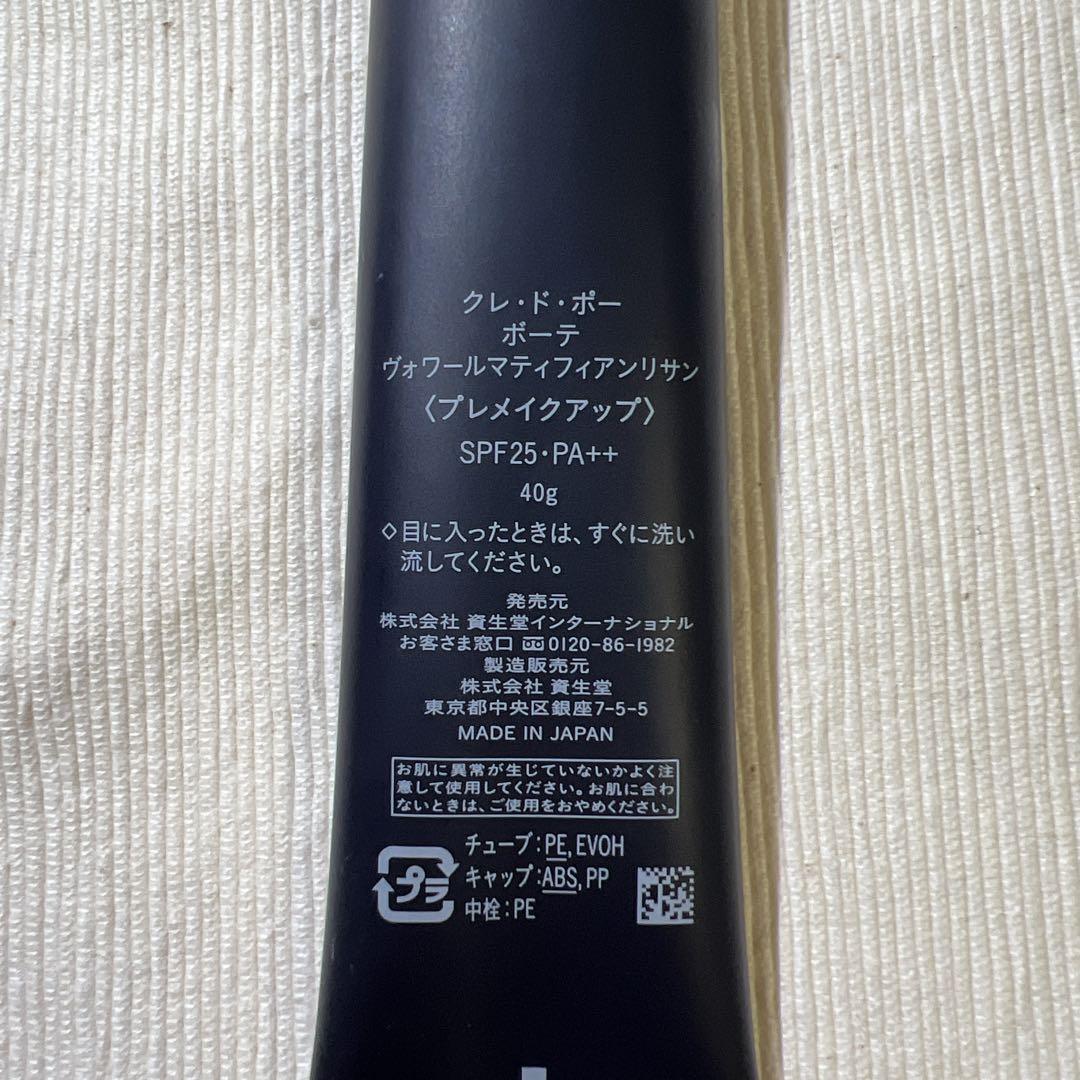 クレ・ド・ポー
ボーテ
ヴォワールマティフィアンリサン
〈プレメイクアップ〉
SPF25・PA++
40g
◇目に入ったときは、すぐに洗い
流してください。
発売元
株式会社 資生堂インターナショナル
お客さま窓口 0120-86-1982
製造販売元
株式会社 資生堂
東京都中央区銀座7-5-5
MADE IN JAPAN
お肌に異常が生じていないかよく注
意して使用してください。お肌に合わ
ないときは、ご使用をおやめください。
プラ
チューブ:PE,EVOH
キャップ:ABS,PP
中栓:PE